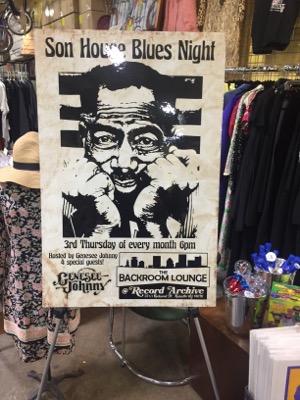 Son House Blues Night
3rd Thursday of every month 6pm
Hosted by Genesee Johnny
& special guests!
Genesee
Johnny
THE
BACKROOM LOUNGE
@ Record Archive